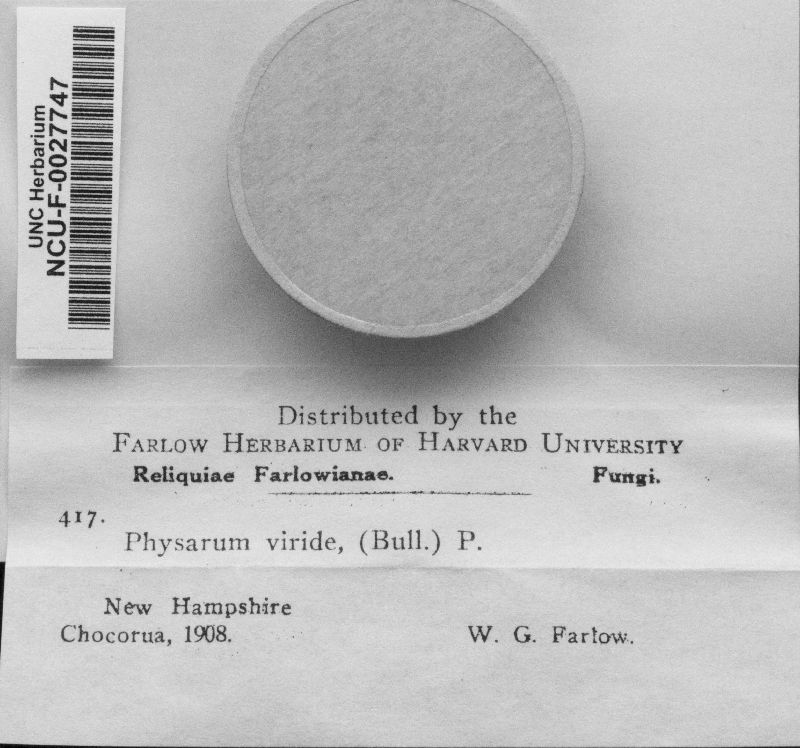 UNC Herbarium
NCU-F-0027747
Distributed by the
FARLOW HERBARIUM OF HARVARD UNIVERSITY
Reliquiae Farlowianae. Fungi.
417.
Physarum viride, (Bull.) P.
New Hampshire
Chocorua, 1908. W. G. Farlow.